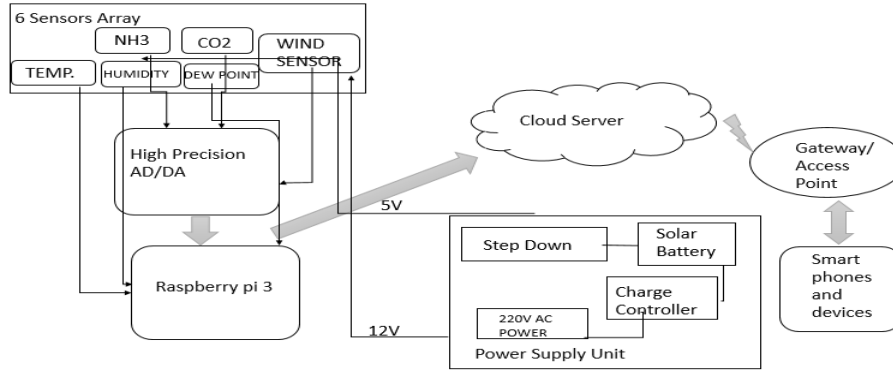 6 Sensors Array
NH3
CO2
WIND
SENSOR
TEMP.
HUMIDITY
DEW POINT
High Precision
AD/DA
Raspberry pi 3
Cloud Server
Gateway/
Access
Point
Smart
phones
and
devices
5V
12V
Step Down
Solar
Battery
Charge
Controller
220V AC
POWER
Power Supply Unit